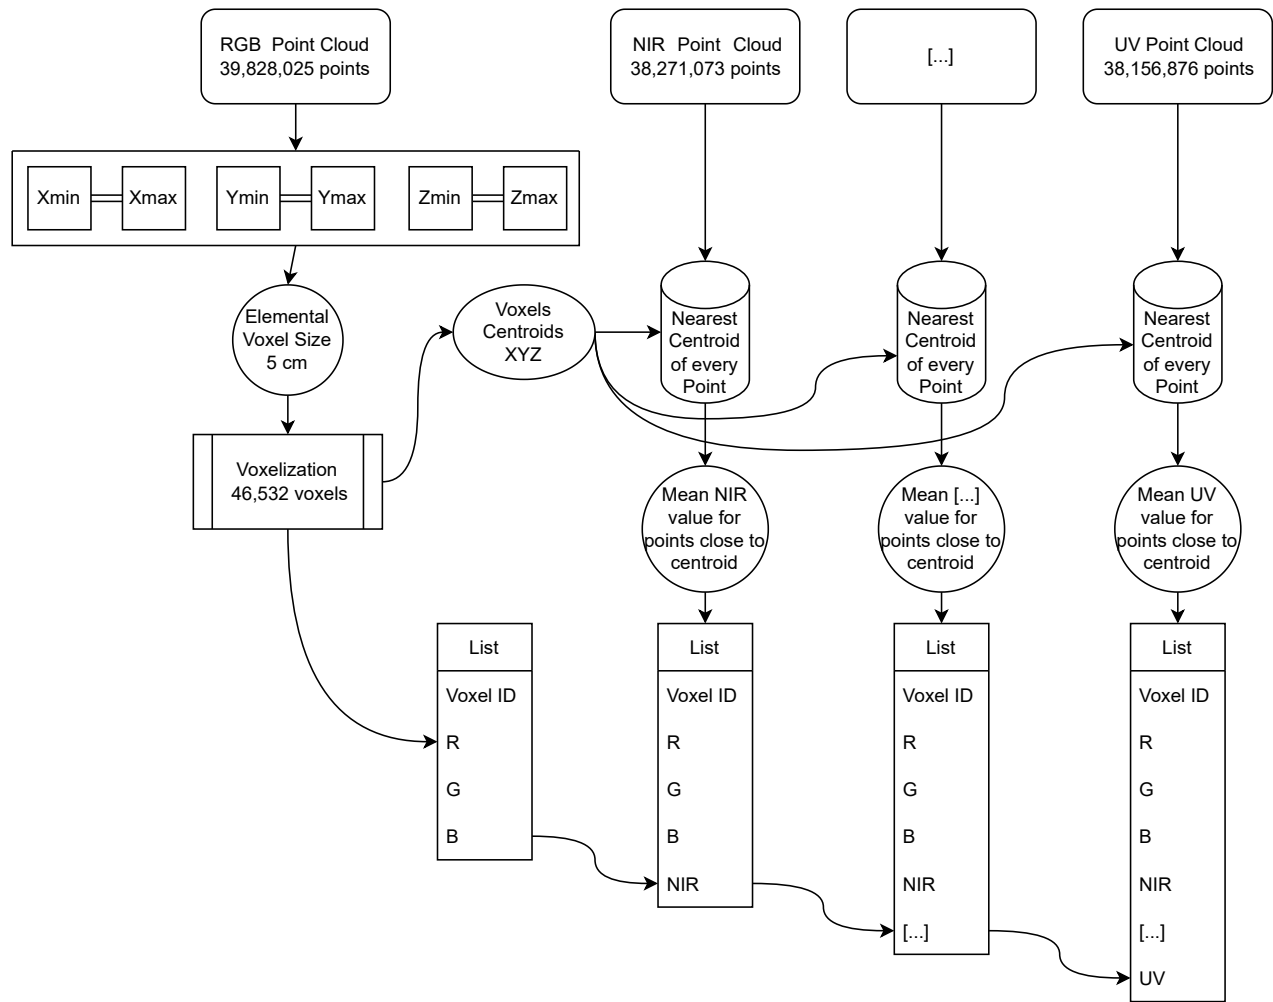 RGB Point Cloud
39,828,025 points
NIR Point Cloud
38,271,073 points
[...]
UV Point Cloud
38,156,876 points
Xmin
Xmax
Ymin
Ymax
Zmin
Zmax
Elemental
Voxel Size
5 cm
Voxels
Centroids
XYZ
Nearest
Centroid
of every
Point
Nearest
Centroid
of every
Point
Nearest
Centroid
of every
Point
Voxelization
46,532 voxels
Mean NIR
value for
points close to
centroid
Mean [...]
value for
points close to
centroid
Mean UV
value for
points close to
centroid
List
Voxel ID
R
G
B
List
Voxel ID
R
G
B
NIR
List
Voxel ID
R
G
B
NIR
[...]
List
Voxel ID
R
G
B
NIR
[...]
UV